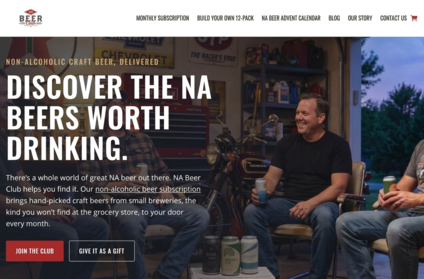 BEER
MONTHLY SUBSCRIPTION
BUILD YOUR OWN 12-PACK
NA BEER ADVENT CALENDAR
BLOG
OUR STORY
CONTACT US
CHEVROLET
NON-ALCOHOLIC CRAFT BEER, DELIVERED
DISCOVER THE NA
BEERS WORTH
DRINKING.
There's a whole world of great NA beer out there. NA Beer
Club helps you find it. Our non-alcoholic beer subscription
brings hand-picked craft beers from small breweries, the
kind you won't find at the grocery store, to your door
every month.
JOIN THE CLUB
GIVE IT AS A GIFT